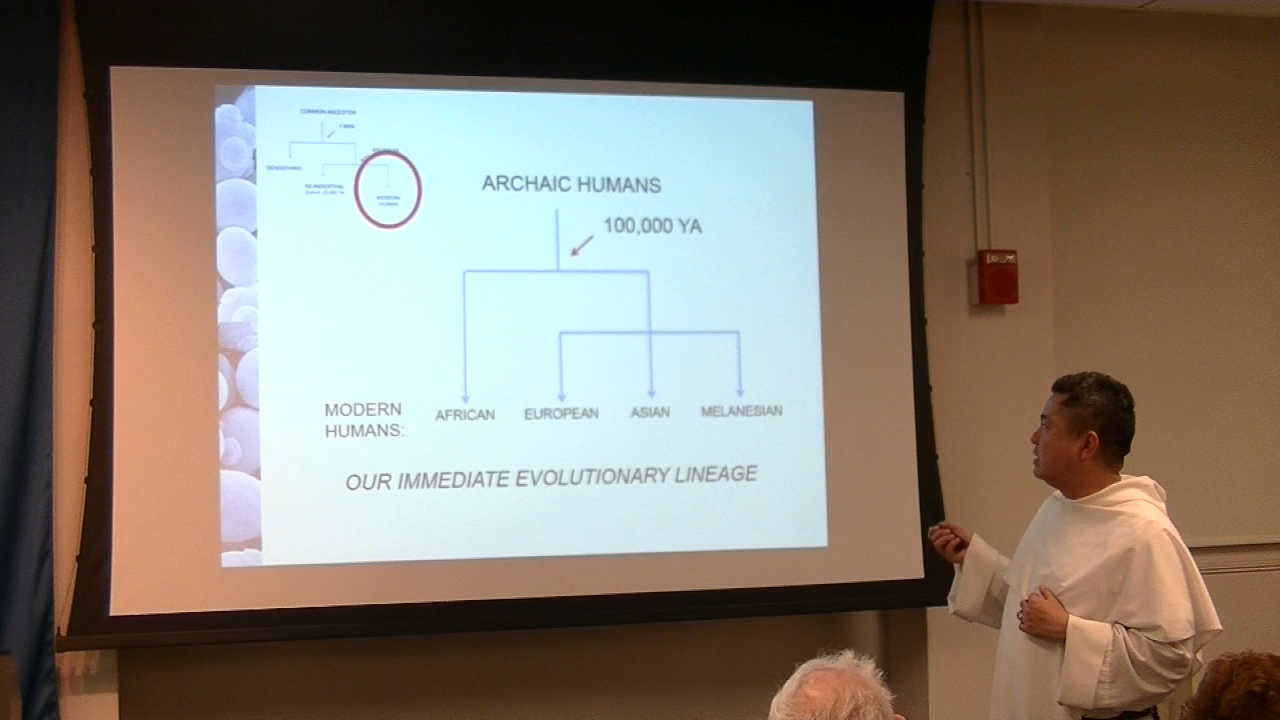 COMMON ANCESTOR
DENISOVANS
NEANDERTHAL
MODERN
HUMANS
ARCHAIC HUMANS
100,000 YA
MODERN
HUMANS:
AFRICAN
EUROPEAN
ASIAN
MELANESIAN
OUR IMMEDIATE EVOLUTIONARY LINEAGE